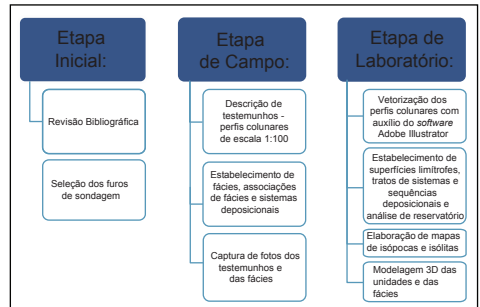 Etapa
Inicial:
Revisão Bibliográfica
Seleção dos furos
de sondagem
Etapa
de Campo:
Descrição de
testemunhos -
perfis colunares
de escala 1:100
Estabelecimento de
fácies, associações
de fácies e sistemas
deposicionais
Captura de fotos dos
testemunhos e
das fácies
Etapa de
Laboratório:
Vetorização dos
perfis colunares com
auxílio do software
Adobe Illustrator
Estabelecimento de
superfícies limítrofes,
tratos de sistemas e
sequências
deposicionais e
análise de reservatório
Elaboração de mapas
de isópocas e isólitas
Modelagem 3D das
unidades e das
fácies